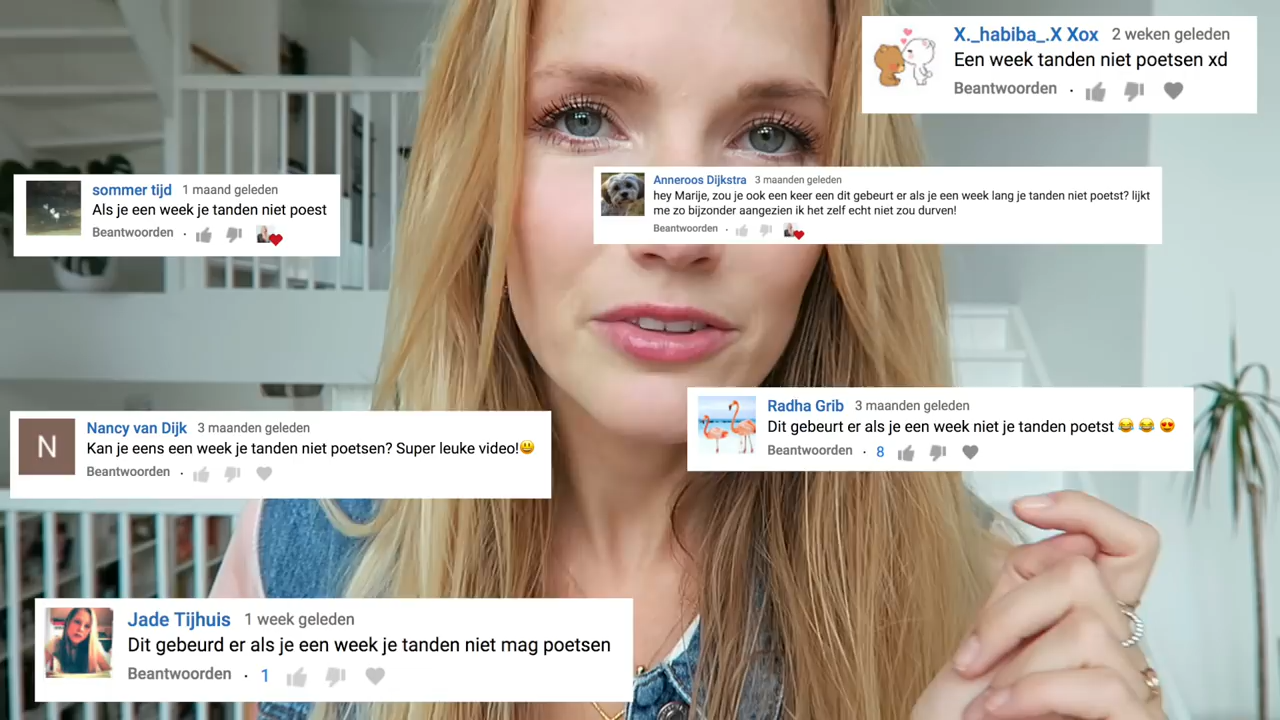 X._habiba_.X Xox 2 weken geleden
Een week tanden niet poetsen xd
Beantwoorden
sommer tijd 1 maand geleden
Als je een week je tanden niet poest
Beantwoorden
Anneroos Dijkstra 3 maanden geleden
hey Marije, zou je ook een keer een dit gebeurt er als je een week lang je tanden niet poetst? lijkt
me zo bijzonder aangezien ik het zelf echt niet zou durven!
Beantwoorden
Radha Grib 3 maanden geleden
Dit gebeurt er als je een week niet je tanden poetst 😂 😂 😍
Beantwoorden · 8
N
Nancy van Dijk 3 maanden geleden
Kan je eens een week je tanden niet poetsen? Super leuke video!😃
Beantwoorden
Jade Tijhuis 1 week geleden
Dit gebeurd er als je een week je tanden niet mag poetsen
Beantwoorden · 1